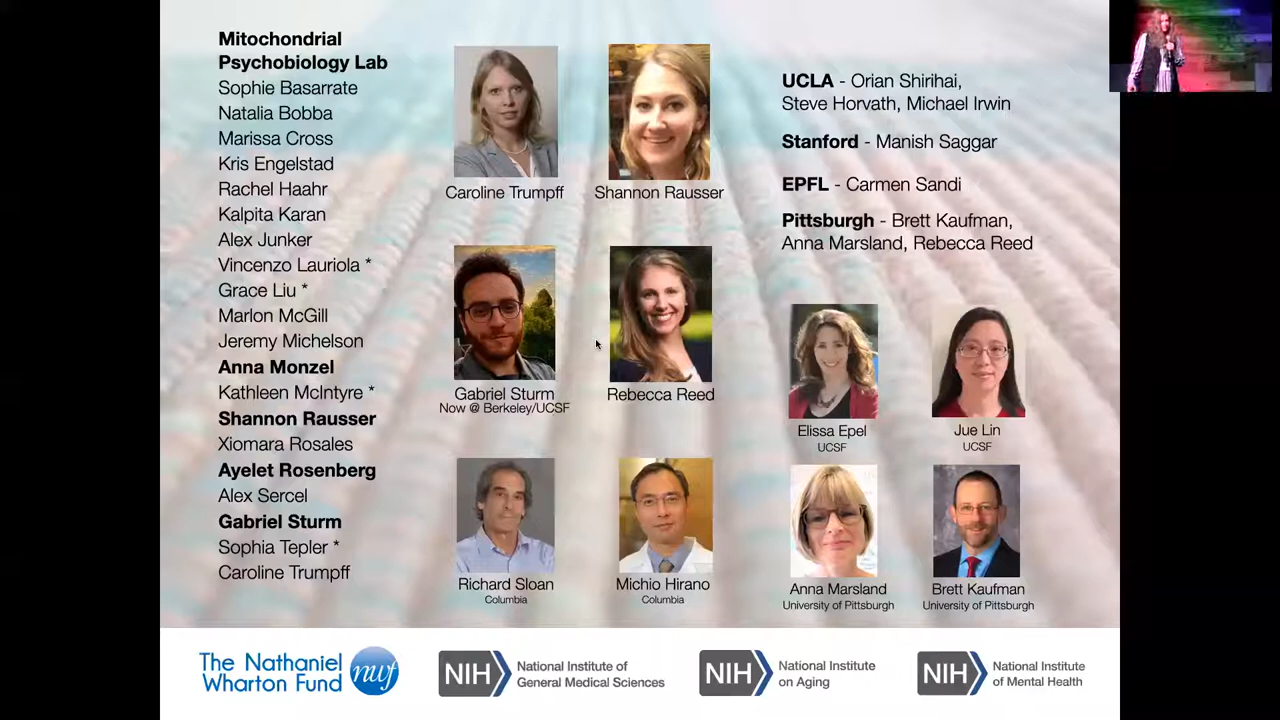 Mitochondrial
Psychobiology Lab
Sophie Basarrate
Natalia Bobba
Marissa Cross
Kris Engelstad
Rachel Haahr
Kalpita Karan
Alex Junker
Vincenzo Lauriola *
Grace Liu *
Marlon McGill
Jeremy Michelson
Anna Monzel
Kathleen McIntyre *
Shannon Rausser
Xiomara Rosales
Ayelet Rosenberg
Alex Sercel
Gabriel Sturm
Sophia Tepler *
Caroline Trumpff
Caroline Trumpff
Shannon Rausser
Gabriel Sturm
Now @ Berkeley/UCSF
Rebecca Reed
Richard Sloan
Columbia
Michio Hirano
Columbia
UCLA - Orian Shirihai,
Steve Horvath, Michael Irwin
Stanford - Manish Saggar
EPFL - Carmen Sandi
Pittsburgh - Brett Kaufman,
Anna Marsland, Rebecca Reed
Elissa Epel
UCSF
Jue Lin
UCSF
Anna Marsland
University of Pittsburgh
Brett Kaufman
University of Pittsburgh
The Nathaniel
Wharton Fund
nwf
NIH
National Institute of
General Medical Sciences
NIH
National Institute
on Aging
NIH
National Institute
of Mental Health